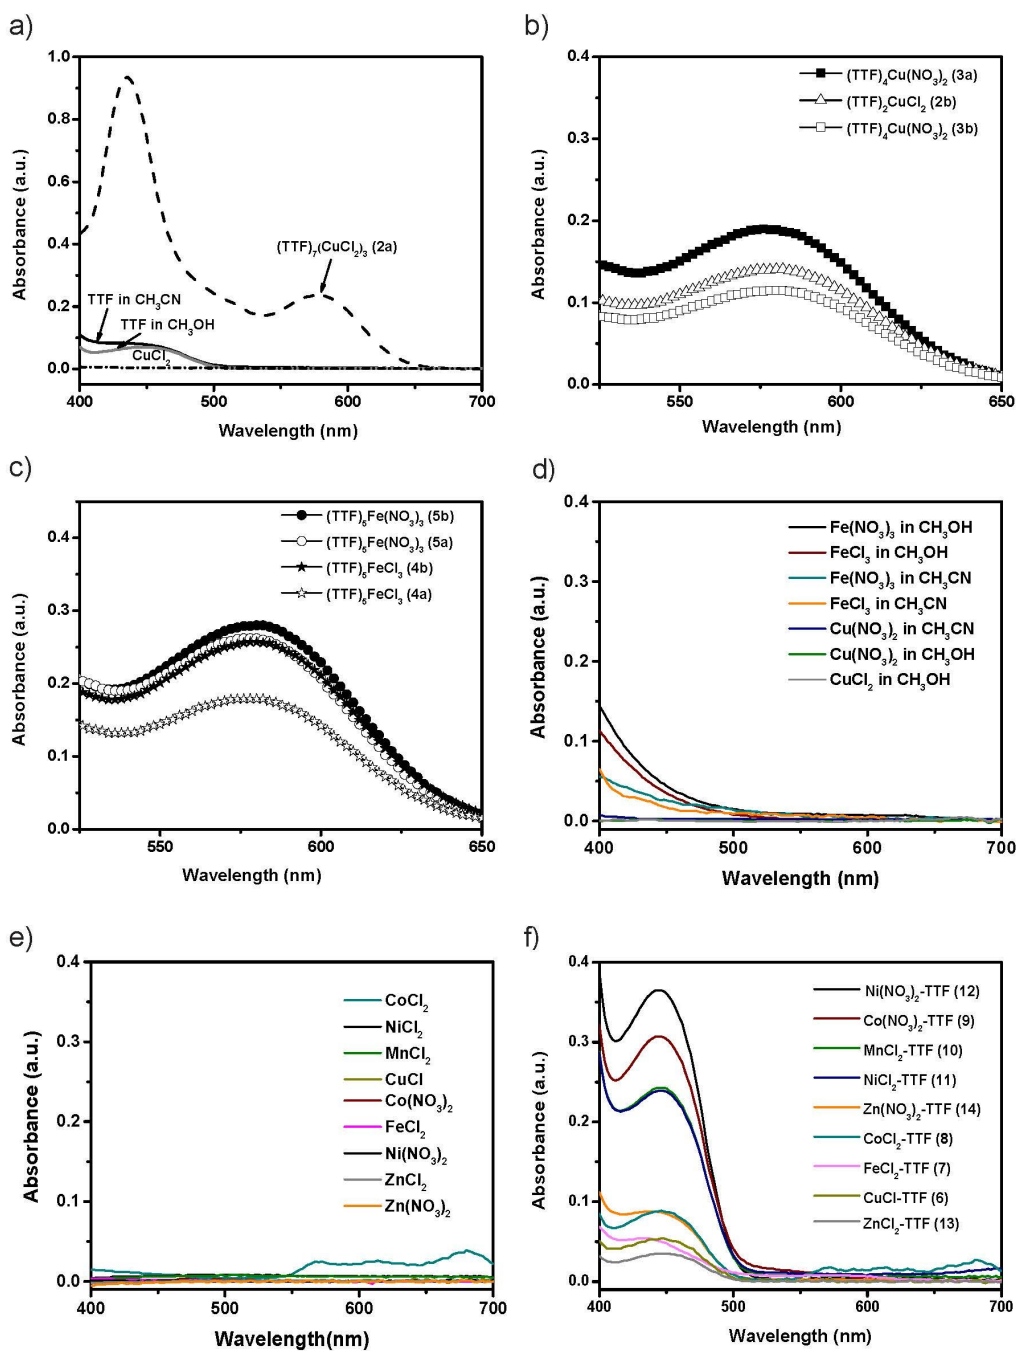 a)
1.0
0.8
0.6
0.4
0.2
0.0
Absorbance (a.u.)
(TTF)₇(CuCl₂)₃ (2a)
TTF in CH₃CN
TTF in CH₃OH
CuCl₂
400 500 600 700
Wavelength (nm)
b)
0.4
0.3
0.2
0.1
0.0
Absorbance (a.u.)
(TTF)₄Cu(NO₃)₂ (3a)
(TTF)₂CuCl₂ (2b)
(TTF)₄Cu(NO₃)₂ (3b)
550 600 650
Wavelength (nm)
c)
0.4
0.3
0.2
0.1
0.0
Absorbance (a.u.)
(TTF)₅Fe(NO₃)₃ (5b)
(TTF)₅Fe(NO₃)₃ (5a)
(TTF)₅FeCl₃ (4b)
(TTF)₅FeCl₃ (4a)
550 600 650
Wavelength (nm)
d)
0.4
0.3
0.2
0.1
0.0
Absorbance (a.u.)
Fe(NO₃)₃ in CH₃OH
FeCl₃ in CH₃OH
Fe(NO₃)₃ in CH₃CN
FeCl₃ in CH₃CN
Cu(NO₃)₂ in CH₃CN
Cu(NO₃)₂ in CH₃OH
CuCl₂ in CH₃OH
400 500 600 700
Wavelength (nm)
e)
0.4
0.3
0.2
0.1
0.0
Absorbance (a.u.)
CoCl₂
NiCl₂
MnCl₂
CuCl
Co(NO₃)₂
FeCl₂
Ni(NO₃)₂
ZnCl₂
Zn(NO₃)₂
400 500 600 700
Wavelength(nm)
f)
0.4
0.3
0.2
0.1
0.0
Absorbance (a.u.)
Ni(NO₃)₂-TTF (12)
Co(NO₃)₂-TTF (9)
MnCl₂-TTF (10)
NiCl₂-TTF (11)
Zn(NO₃)₂-TTF (14)
CoCl₂-TTF (8)
FeCl₂-TTF (7)
CuCl-TTF (6)
ZnCl₂-TTF (13)
400 500 600 700
Wavelength (nm)